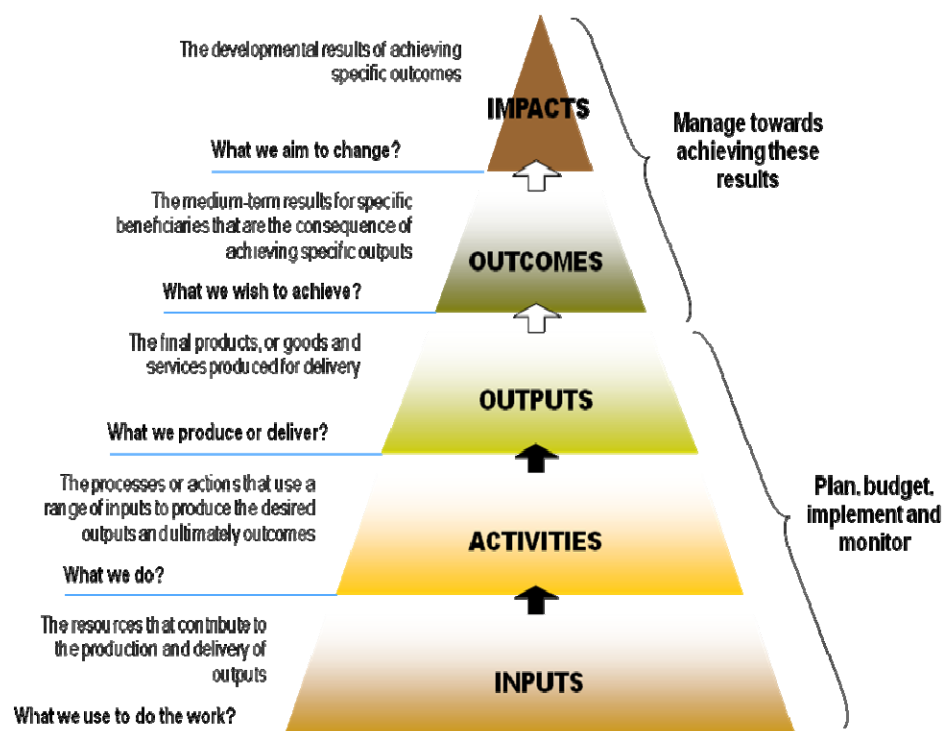 The developmental results of achieving
specific outcomes
IMPACTS
What we aim to change?
Manage towards
achieving these
results
The medium-term results for specific
beneficiaries that are the consequence of
achieving specific outputs
OUTCOMES
What we wish to achieve?
The final products, or goods and
services produced for delivery
OUTPUTS
What we produce or deliver?
The processes or actions that use a
range of inputs to produce the desired
outputs and ultimately outcomes
ACTIVITIES
What we do?
Plan, budget,
implement and
monitor
The resources that contribute to
the production and delivery of
outputs
INPUTS
What we use to do the work?